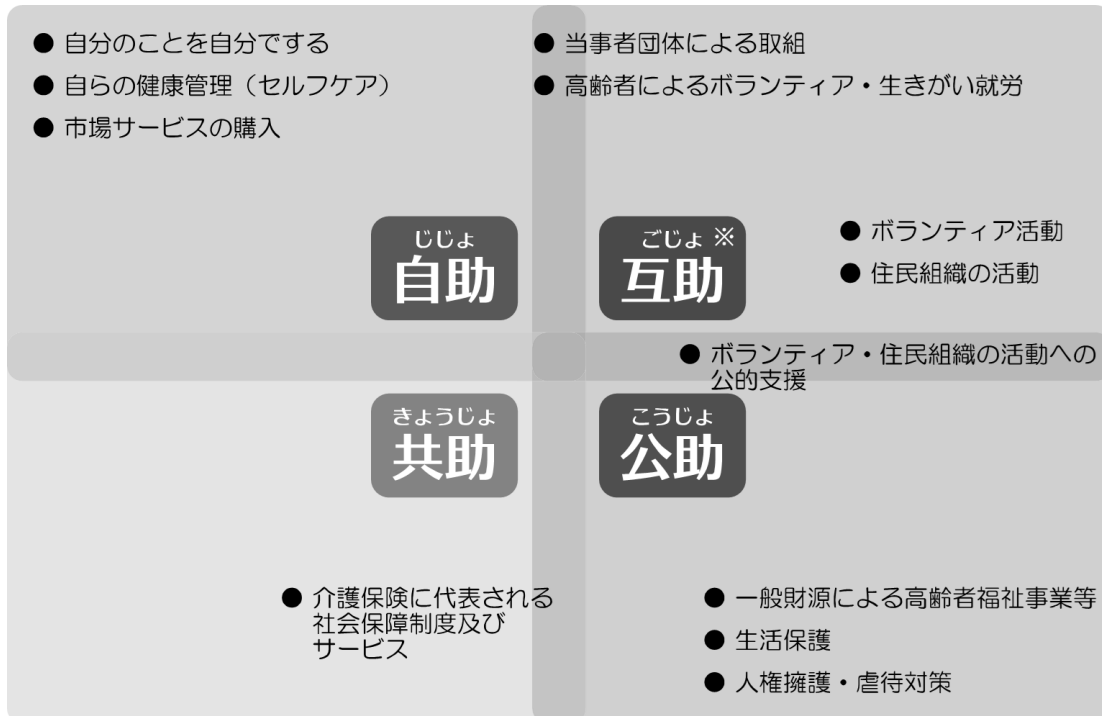 ● 自分のことを自分でする
● 自らの健康管理（セルフケア）
● 市場サービスの購入
● 当事者団体による取組
● 高齢者によるボランティア・生きがい就労
じじょ
自助
ごじょ ※
互助
● ボランティア活動
● 住民組織の活動
● ボランティア・住民組織の活動への
公的支援
きょうじょ
共助
こうじょ
公助
● 介護保険に代表される
社会保障制度及び
サービス
● 一般財源による高齢者福祉事業等
● 生活保護
● 人権擁護・虐待対策